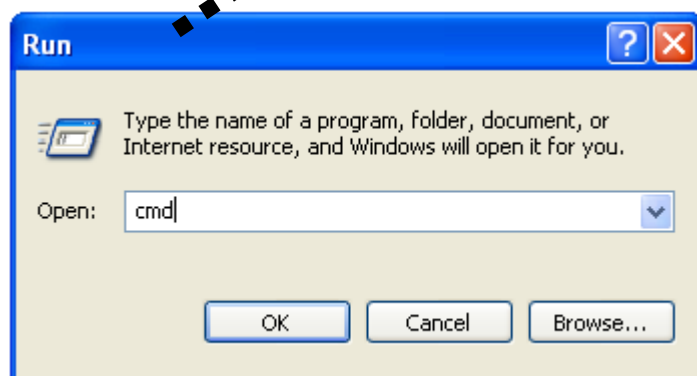 Run
Type the name of a program, folder, document, or
Internet resource, and Windows will open it for you.
Open: cmd
OK Cancel Browse...